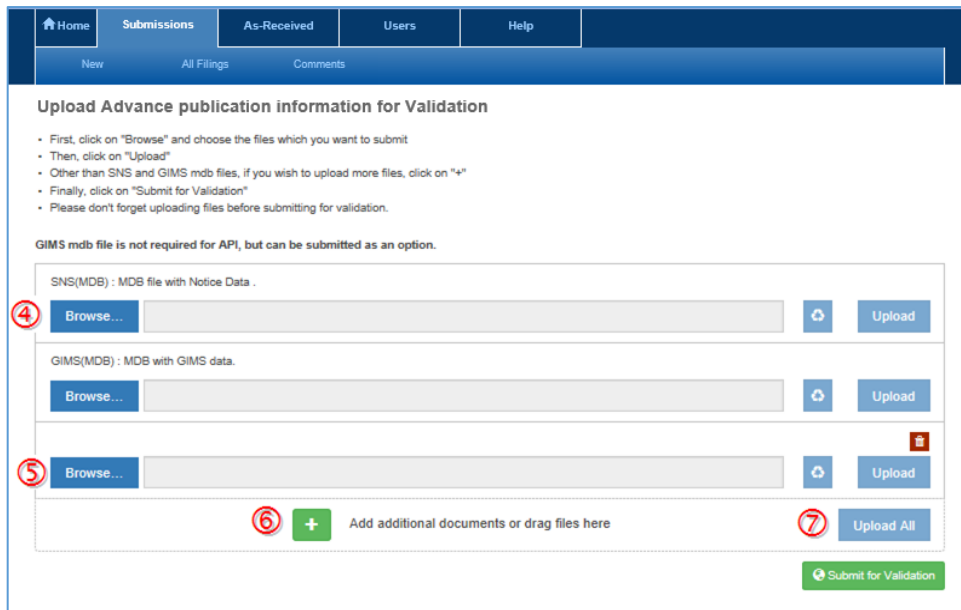 Home Submissions As-Received Users Help
New All Filings Comments
Upload Advance publication information for Validation
• First, click on "Browse" and choose the files which you want to submit
• Then, click on "Upload"
• Other than SNS and GIMS mdb files, if you wish to upload more files, click on "+"
• Finally, click on "Submit for Validation"
• Please don't forget uploading files before submitting for validation.
GIMS mdb file is not required for API, but can be submitted as an option.
SNS(MDB) : MDB file with Notice Data .
④ Browse... Upload
GIMS(MDB) : MDB with GIMS data.
Browse... Upload
⑤ Browse... Upload
⑥ + Add additional documents or drag files here ⑦ Upload All
Submit for Validation